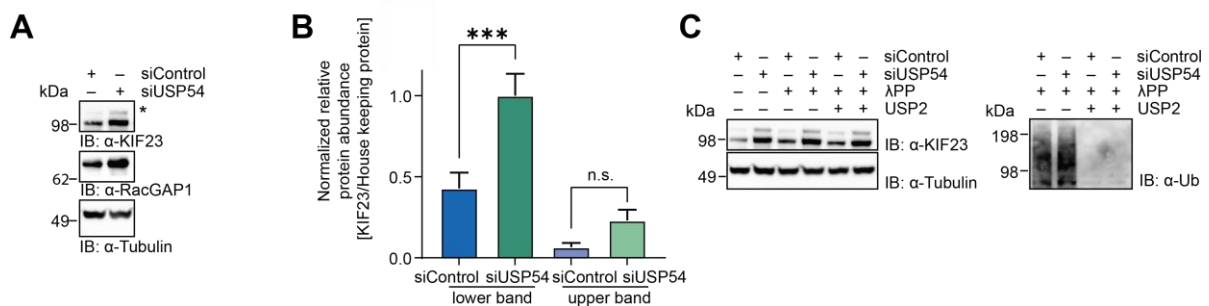 A
+ – siControl
– + siUSP54
kDa
*
98
IB: α-KIF23
IB: α-RacGAP1
62
49
IB: α-Tubulin
B
Normalized relative
protein abundance
[KIF23/House keeping protein]
1.0
0.5
0.0
***
n.s.
siControl siUSP54 siControl siUSP54
lower band upper band
C
+ – + – + – siControl
– + – + – + siUSP54
– – + + + + λPP
– – – – + + USP2
kDa
98
IB: α-KIF23
49
IB: α-Tubulin
+ – + – siControl
– + – + siUSP54
+ + + + λPP
– – + + USP2
kDa
198
98
IB: α-Ub